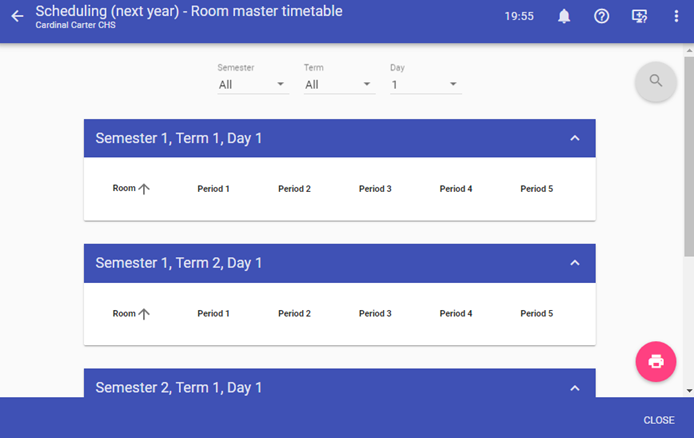 Scheduling (next year) - Room master timetable
Cardinal Carter CHS
19:55
Semester Term Day
All All 1
Semester 1, Term 1, Day 1
Room Period 1 Period 2 Period 3 Period 4 Period 5
Semester 1, Term 2, Day 1
Room Period 1 Period 2 Period 3 Period 4 Period 5
Semester 2, Term 1, Day 1
CLOSE